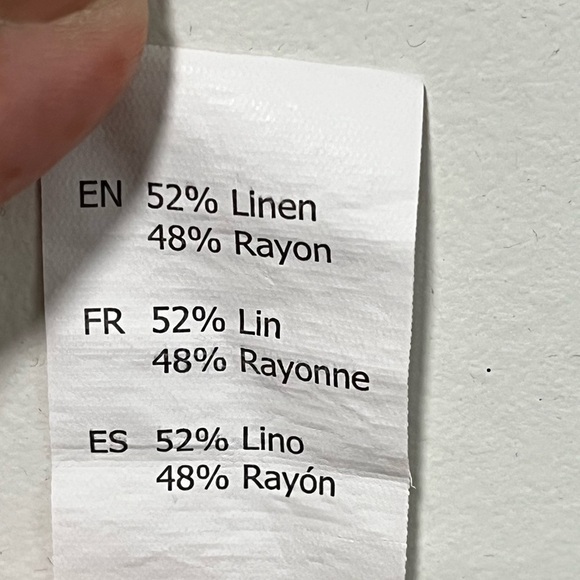 EN 52% Linen
48% Rayon
FR 52% Lin
48% Rayonne
ES 52% Lino
48% Rayón